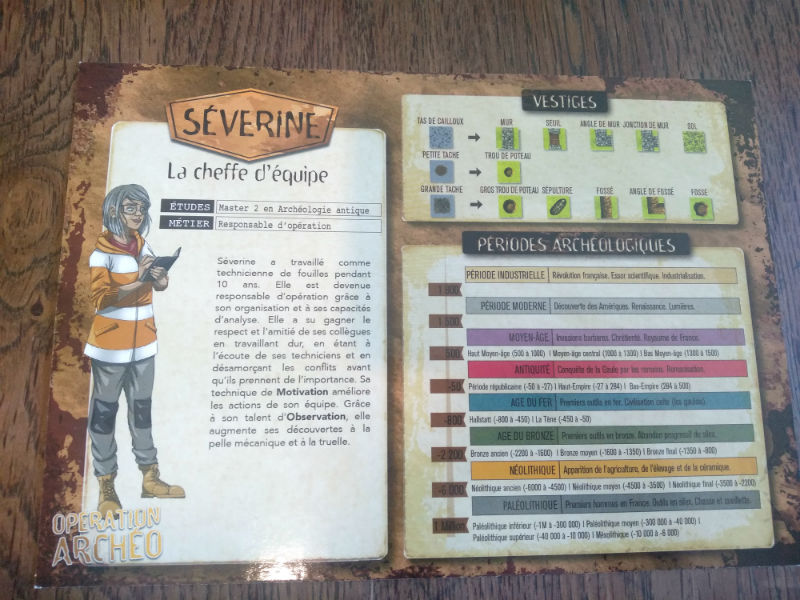 SÉVERINE
La cheffe d'équipe
ÉTUDES Master 2 en Archéologie antique
MÉTIER Responsable d'opération
Séverine a travaillé comme
technicienne de fouilles pendant
10 ans. Elle est devenue
responsable d'opération grâce à
son organisation et à ses capacités
d'analyse. Elle a su gagner le
respect et l'amitié de ses collègues
en travaillant dur, en étant à
l'écoute de ses techniciens et en
désamorçant les conflits avant
qu'ils prennent de l'importance. Sa
technique de Motivation améliore
les actions de son équipe. Grâce
à son talent d'Observation, elle
augmente ses découvertes à la
pelle mécanique et à la truelle.
OPERATION
ARCHÉO
VESTIGES
TAS DE CAILLOUX MUR SEUIL ANGLE DE MUR JONCTION DE MUR SOL
PETITE TACHE TROU DE POTEAU
GRANDE TACHE GROS TROU DE POTEAU SÉPULTURE FOSSÉ ANGLE DE FOSSÉ FOSSE
PÉRIODES ARCHÉOLOGIQUES
PÉRIODE INDUSTRIELLE Révolution française. Essor scientifique. Industrialisation.
1 800
PÉRIODE MODERNE Découverte des Amériques. Renaissance. Lumières.
1 500
MOYEN-ÂGE Invasions barbares. Chrétienté. Royaume de France.
500 Haut Moyen-âge (500 à 1000) | Moyen-âge central (1000 à 1300) | Bas Moyen-âge (1300 à 1500)
ANTIQUITÉ Conquête de la Gaule par les romains. Romanisation.
-50 Période républicaine (-50 à -27) | Haut-Empire (-27 à 284) | Bas-Empire (284 à 500)
AGE DU FER Premiers outils en fer. Civilisation celte (les gaulois).
-800 Hallstatt (-800 à -450) | La Tène (-450 à -50)
AGE DU BRONZE Premiers outils en bronze. Abandon progressif du silex.
-2 200 Bronze ancien (-2200 à -1600) | Bronze moyen (-1600 à -1350) | Bronze final (-1350 à -800)
NÉOLITHIQUE Apparition de l'agriculture, de l'élevage et de la céramique.
-6 000 Néolithique ancien (-6000 à -4500) | Néolithique moyen (-4500 à -3500) | Néolithique final (-3500 à -2200)
PALÉOLITHIQUE Premiers hommes en France. Outils en silex. Chasse et cueillette.
-1 Million Paléolithique inférieur (-1M à -300 000) | Paléolithique moyen (-300 000 à -40 000) |
Paléolithique supérieur (-40 000 à -10 000) | Mésolithique (-10 000 à -6 000)